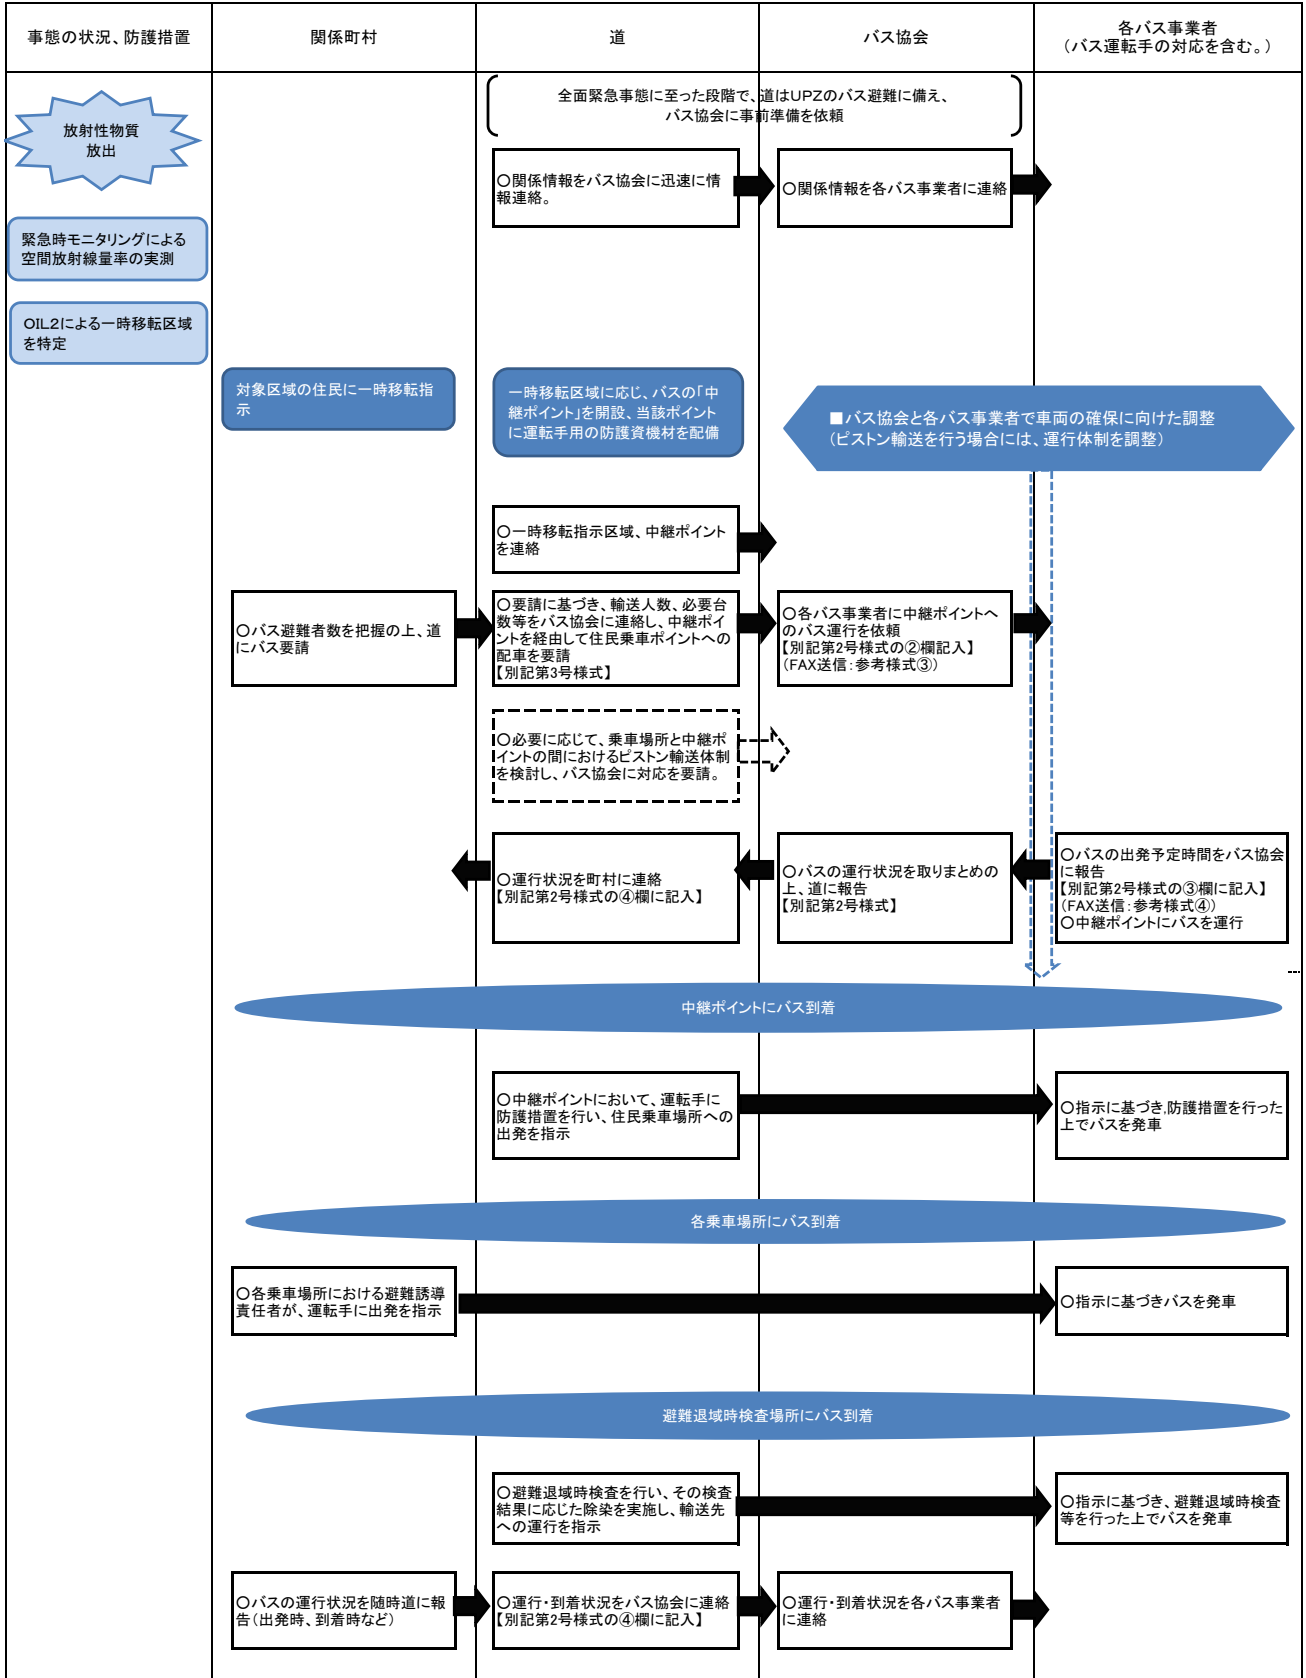 事態の状況、防護措置
関係町村
道
バス協会
各バス事業者
(バス運転手の対応を含む。)
全面緊急事態に至った段階で、道はUPZのバス避難に備え、
バス協会に事前準備を依頼
放射性物質
放出
〇関係情報をバス協会に迅速に情
報連絡。
〇関係情報を各バス事業者に連絡
緊急時モニタリングによる
空間放射線量率の実測
OIL2による一時移転区域
を特定
対象区域の住民に一時移転指
示
一時移転区域に応じ、バスの「中
継ポイント」を開設、当該ポイント
に運転手用の防護資機材を配備
■バス協会と各バス事業者で車両の確保に向けた調整
(ピストン輸送を行う場合には、運行体制を調整)
〇一時移転指示区域、中継ポイント
を連絡
〇バス避難者数を把握の上、道
にバス要請
〇要請に基づき、輸送人数、必要台
数等をバス協会に連絡し、中継ポイ
ントを経由して住民乗車ポイントへの
配車を要請
【別記第3号様式】
〇各バス事業者に中継ポイントへ
のバス運行を依頼
【別記第2号様式の②欄記入】
(FAX送信:参考様式③)
〇必要に応じて、乗車場所と中継ポ
イントの間におけるピストン輸送体制
を検討し、バス協会に対応を要請。
〇運行状況を町村に連絡
【別記第2号様式の④欄に記入】
〇バスの運行状況を取りまとめの
上、道に報告
【別記第2号様式】
〇バスの出発予定時間をバス協会
に報告
【別記第2号様式の③欄に記入】
(FAX送信:参考様式④)
〇中継ポイントにバスを運行
中継ポイントにバス到着
〇中継ポイントにおいて、運転手に
防護措置を行い、住民乗車場所への
出発を指示
〇指示に基づき,防護措置を行った
上でバスを発車
各乗車場所にバス到着
〇各乗車場所における避難誘導
責任者が、運転手に出発を指示
〇指示に基づきバスを発車
避難退域時検査場所にバス到着
〇避難退域時検査を行い、その検査
結果に応じた除染を実施し、輸送先
への運行を指示
〇指示に基づき、避難退域時検査
等を行った上でバスを発車
〇バスの運行状況を随時道に報
告(出発時、到着時など)
〇運行・到着状況をバス協会に連絡
【別記第2号様式の④欄に記入】
〇運行・到着状況を各バス事業者
に連絡